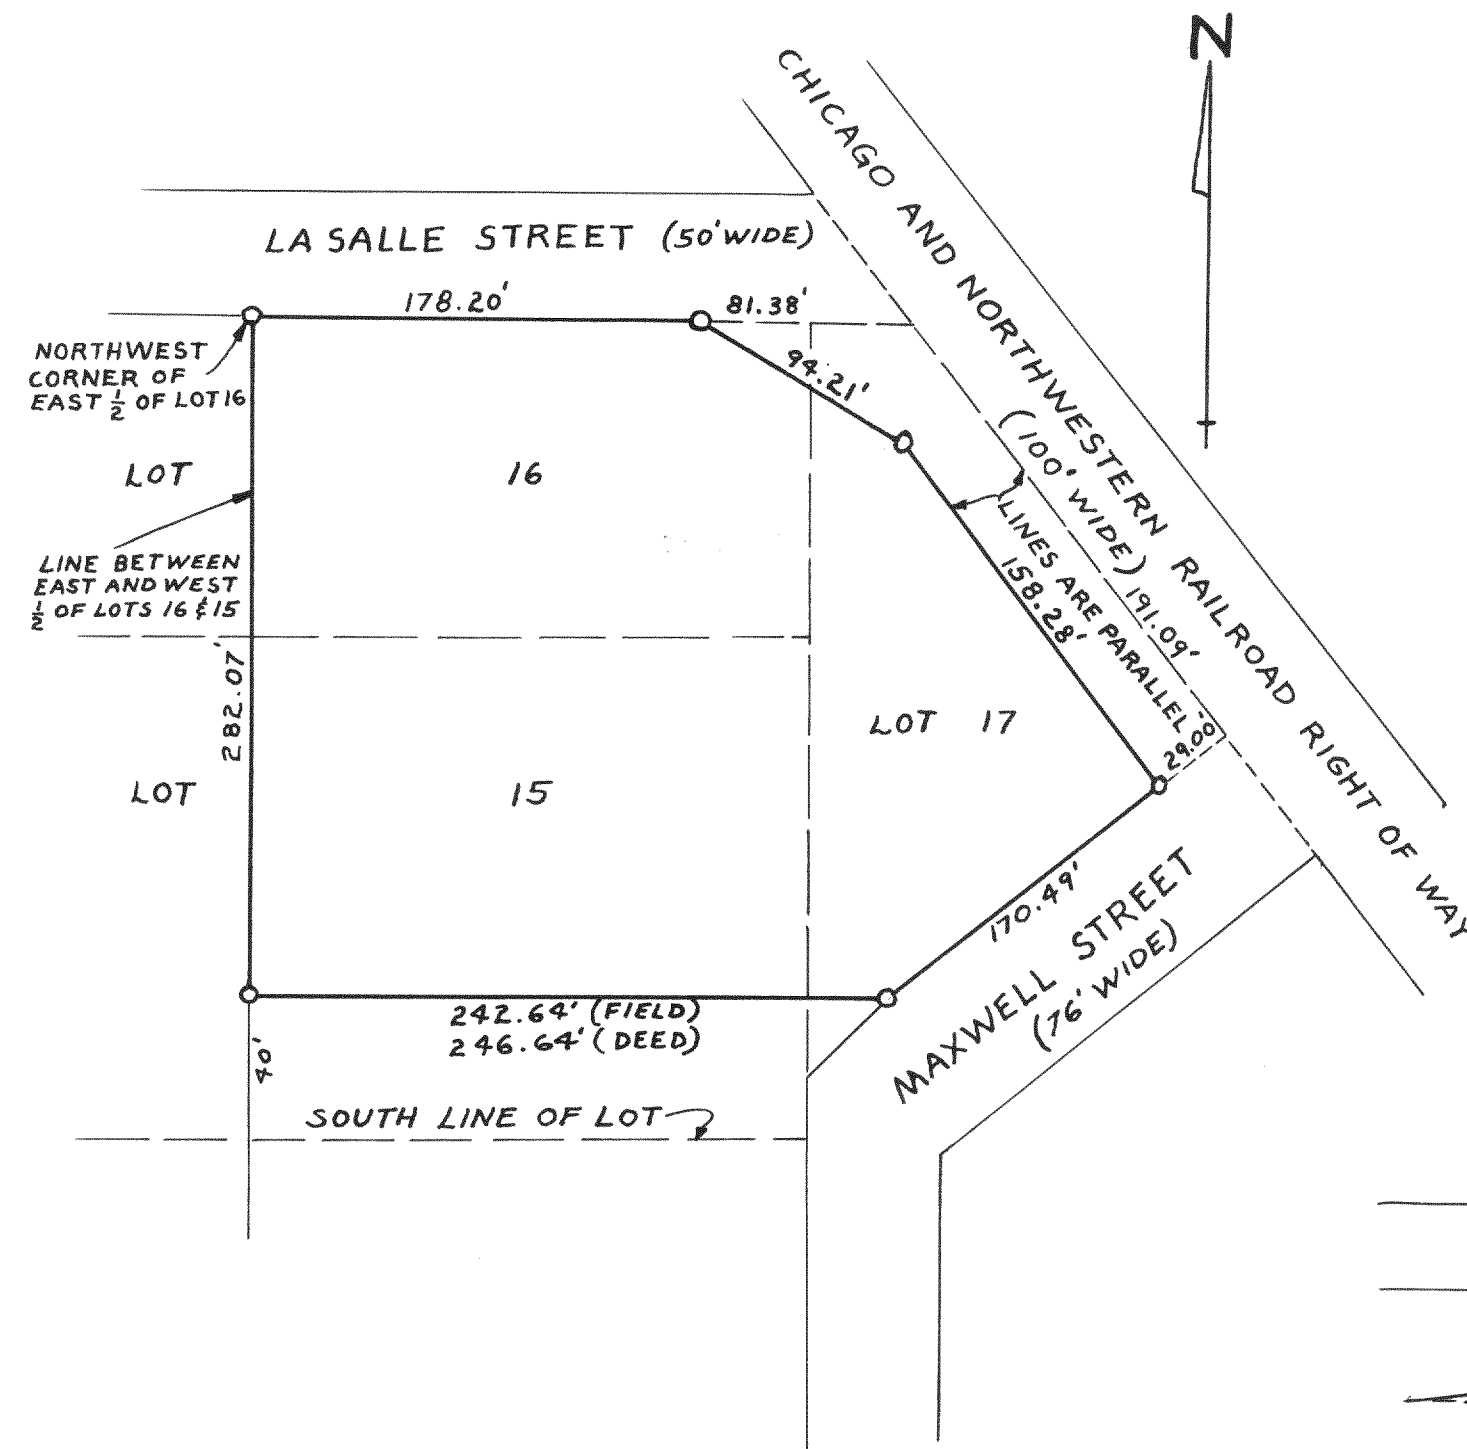 N
CHICAGO AND NORTHWESTERN RAILROAD RIGHT OF WAY
(100' WIDE)
LA SALLE STREET (50' WIDE)
178.20'
81.38'
94.21'
NORTHWEST
CORNER OF
EAST 1/2 OF LOT 16
LOT
16
LINE BETWEEN
EAST AND WEST
1/2 OF LOTS 16 & 15
LINES ARE PARALLEL
158.28'
191.09'
29.00'
282.07'
LOT 17
LOT
15
170.49'
MAXWELL STREET
(76' WIDE)
242.64' (FIELD)
246.64' (DEED)
40'
SOUTH LINE OF LOT